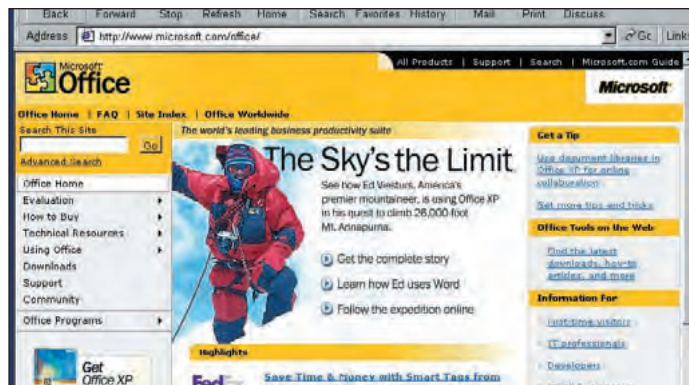 Back Forward Stop Refresh Home Search Favorites History Mail Print Discuss
Address http://www.microsoft.com/office/ Go Links
All Products | Support | Search | Microsoft.com Guide
Microsoft
Office
Microsoft
Office Home | FAQ | Site Index | Office Worldwide
Search This Site
Go
Advanced Search
Office Home
Evaluation
How to Buy
Technical Resources
Using Office
Downloads
Support
Community
Office Programs
Get
Office XP
The world's leading business productivity suite
The Sky's the Limit
See how Ed Viesturs, America's
premier mountaineer, is using Office XP
in his quest to climb 26,000-foot
Mt. Annapurna.
Get the complete story
Learn how Ed uses Word
Follow the expedition online
Highlights
FedEx
Save Time & Money with Smart Tags from
Get a Tip
Use document libraries in
Office XP for online
collaboration
Get more tips and tricks
Office Tools on the Web
Find the latest
downloads, how-to
articles, and more
Information For
First-time visitors
IT professionals
Developers